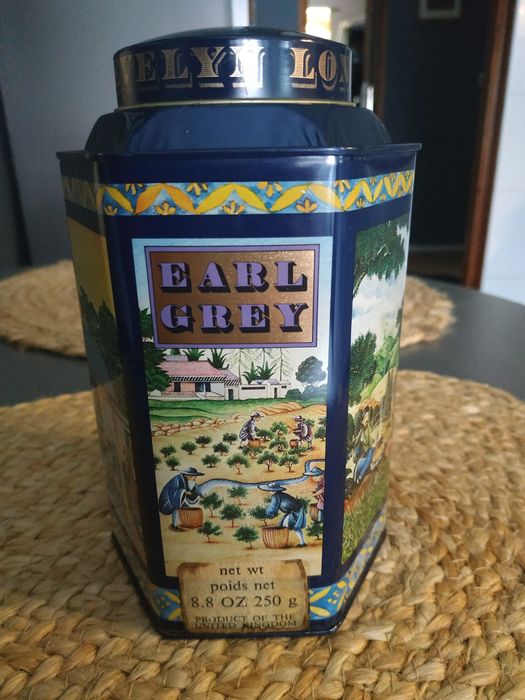 ELYN LON
EARL
GREY
net wt
poids net
8.8 OZ 250 g
PRODUCT OF THE
UNITED KINGDOM